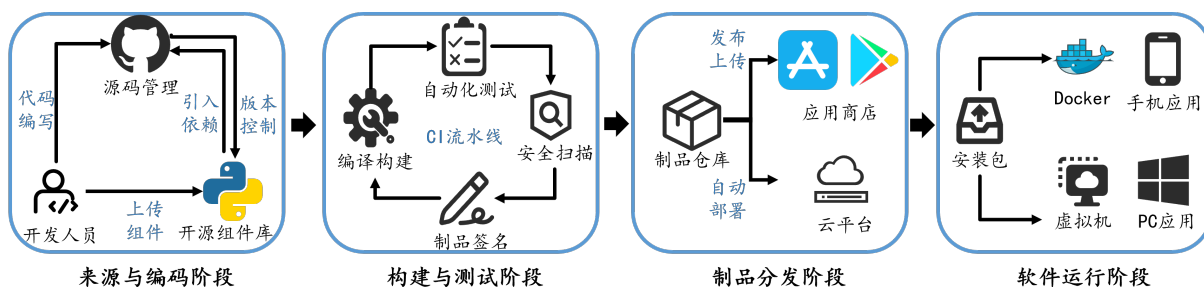 源码管理
代码
编写
引入
依赖
版本
控制
开发人员
上传
组件
开源组件库
来源与编码阶段
自动化测试
编译构建
CI流水线
安全扫描
制品签名
构建与测试阶段
发布
上传
应用商店
制品仓库
自动
部署
云平台
制品分发阶段
安装包
Docker
手机应用
虚拟机
PC应用
软件运行阶段